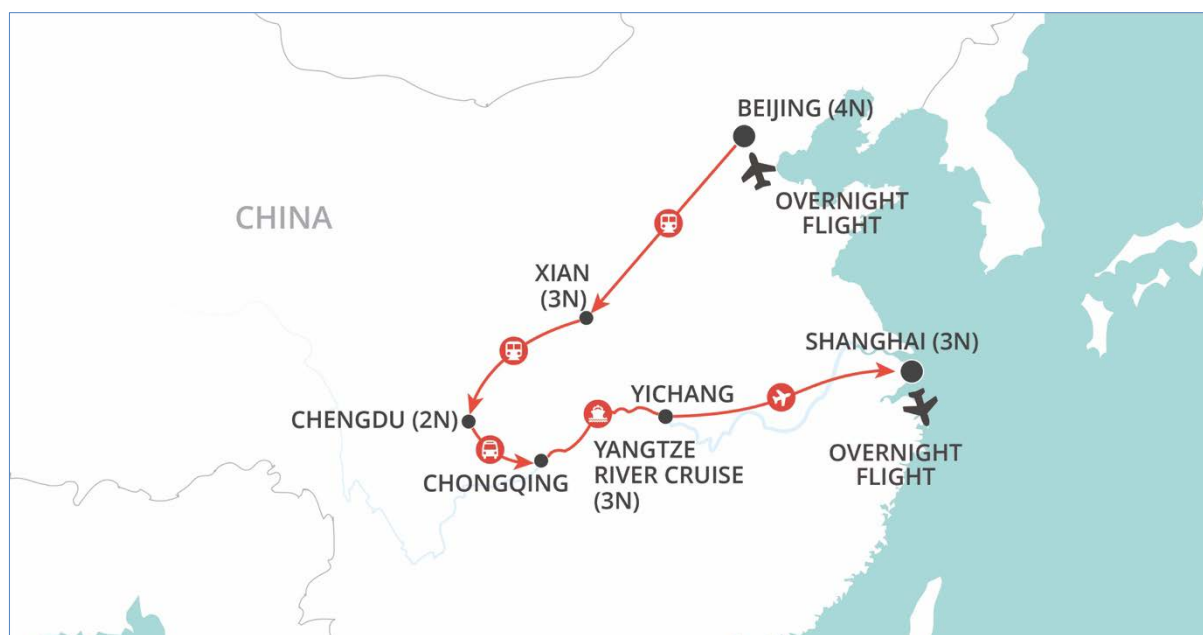 BEIJING (4N)
OVERNIGHT
FLIGHT
CHINA
XIAN
(3N)
SHANGHAI (3N)
YICHANG
CHENGDU (2N)
YANGTZE
RIVER CRUISE
(3N)
CHONGQING
OVERNIGHT
FLIGHT